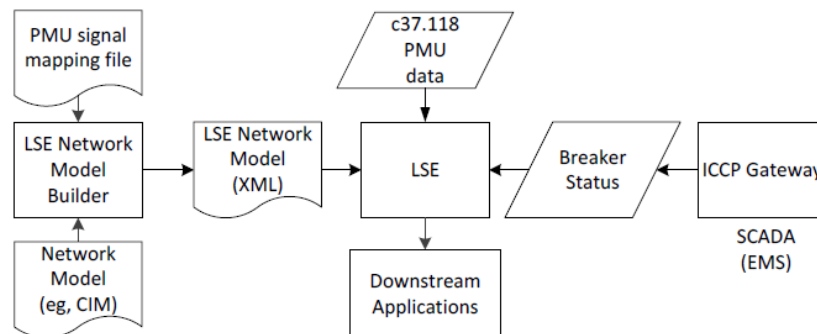 PMU signal
mapping file
c37.118
PMU
data
LSE Network
Model
Builder
LSE Network
Model
(XML)
LSE
Breaker
Status
ICCP Gateway
SCADA
(EMS)
Network
Model
(eg, CIM)
Downstream
Applications